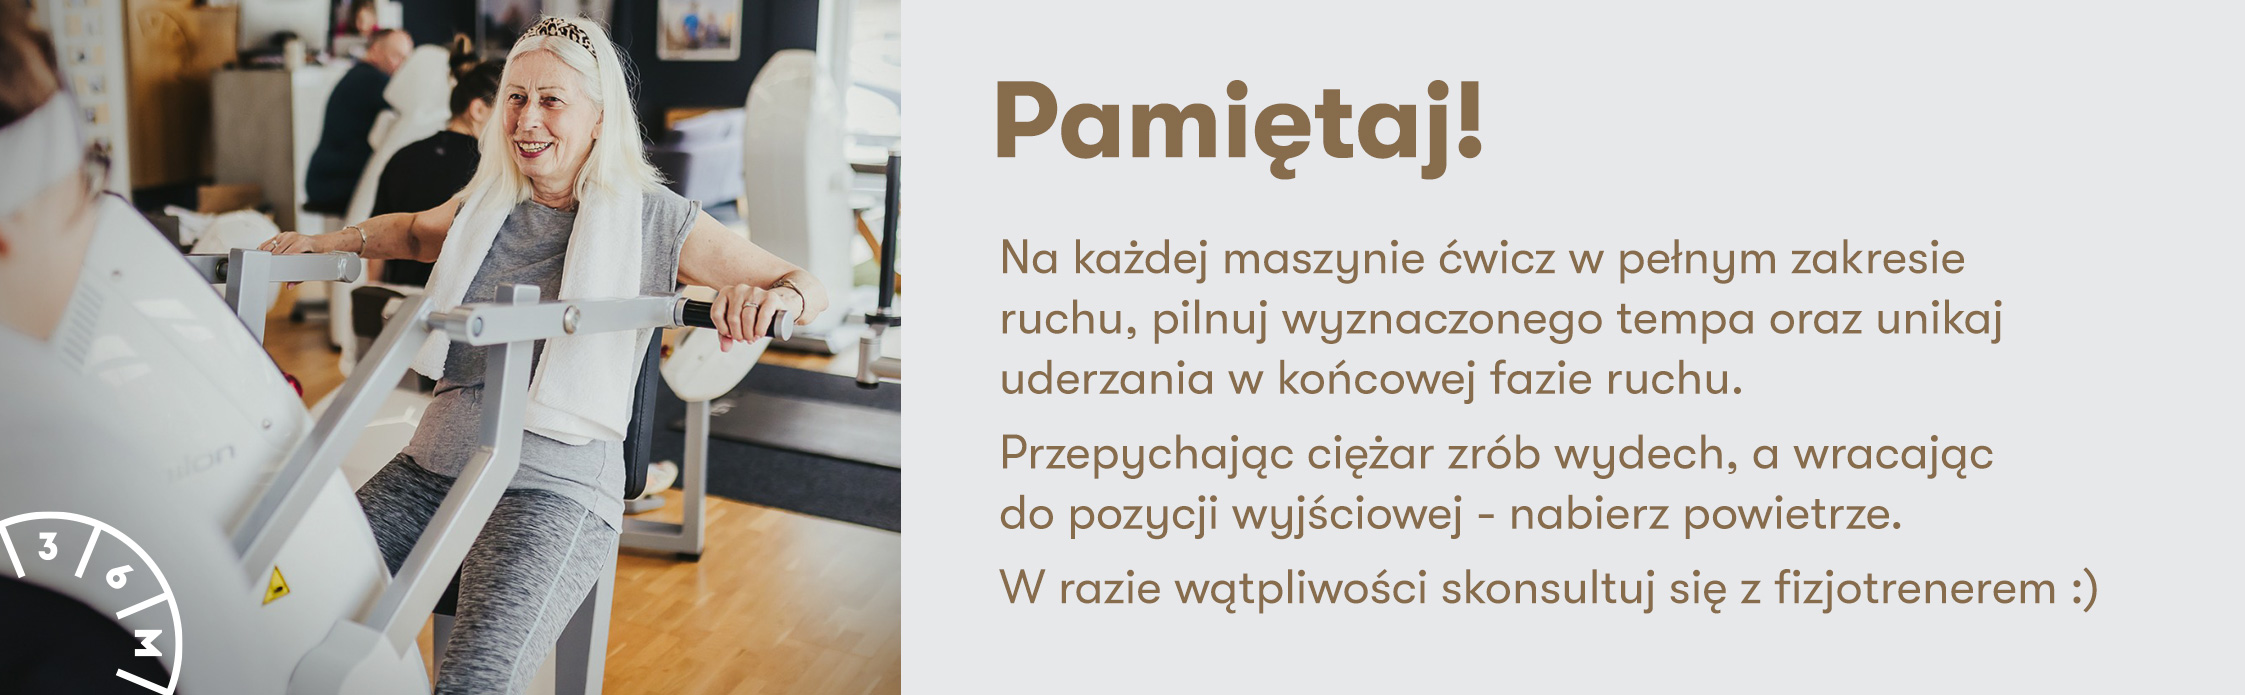 Pamiętaj!
Na każdej maszynie ćwicz w pełnym zakresie
ruchu, pilnuj wyznaczonego tempa oraz unikaj
uderzania w końcowej fazie ruchu.
Przepychając ciężar zrób wydech, a wracając
do pozycji wyjściowej - nabierz powietrze.
W razie wątpliwości skonsultuj się z fizjotrenerem :)
3
6
M